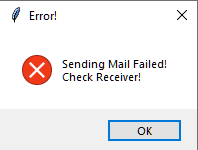 Error!
Sending Mail Failed!
Check Receiver!
OK